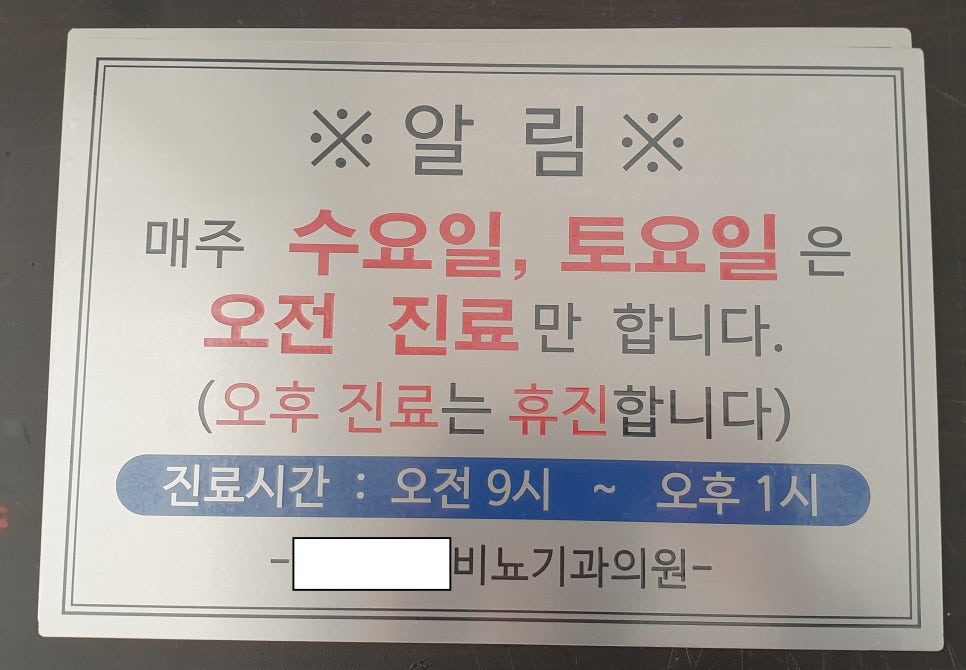 ※ 알 림 ※
매주 수요일, 토요일 은
오전 진료만 합니다.
(오후 진료는 휴진합니다)
진료시간 : 오전 9시 ~ 오후 1시
- 비뇨기과의원-